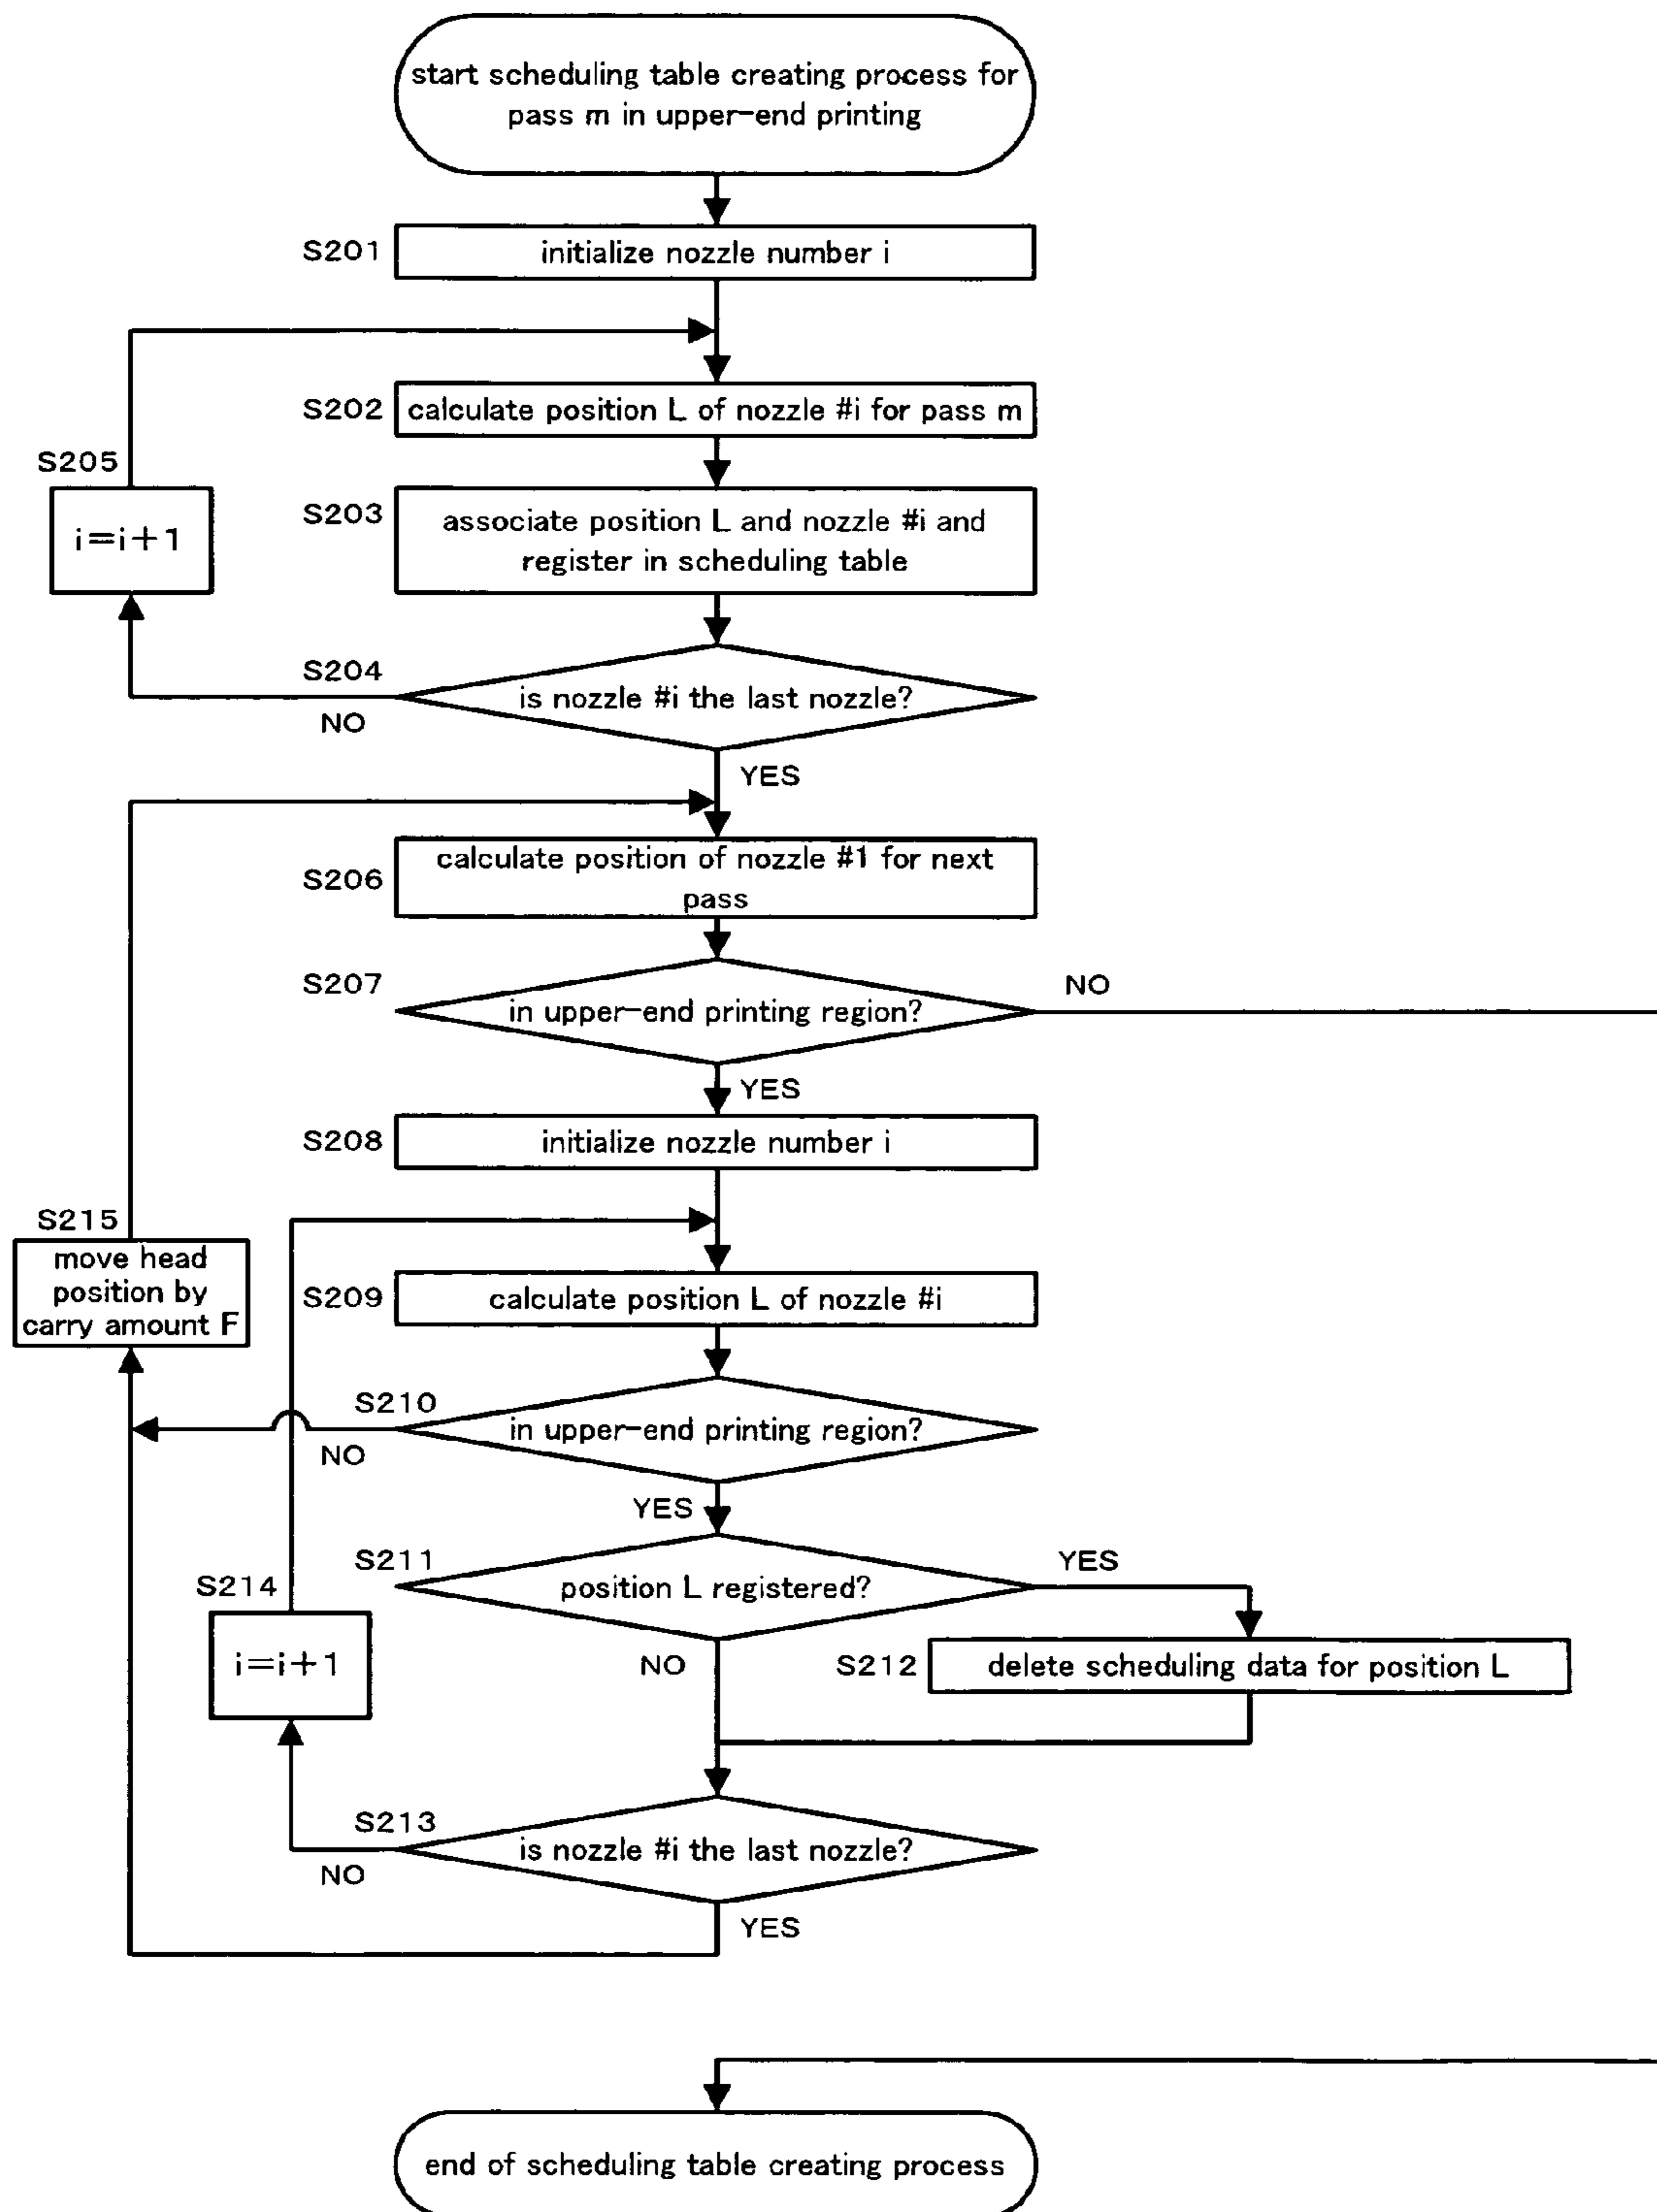 start scheduling table creating process for
pass m in upper-end printing
S201
initialize nozzle number i
S202
calculate position L of nozzle #i for pass m
S205
i=i+1
S203
associate position L and nozzle #i and
register in scheduling table
S204
is nozzle #i the last nozzle?
NO
YES
S206
calculate position of nozzle #1 for next
pass
S207
in upper-end printing region?
NO
YES
S208
initialize nozzle number i
S215
move head
position by
carry amount F
S209
calculate position L of nozzle #i
S210
in upper-end printing region?
NO
YES
S211
position L registered?
YES
S214
i=i+1
NO
S212
delete scheduling data for position L
S213
is nozzle #i the last nozzle?
NO
YES
end of scheduling table creating process